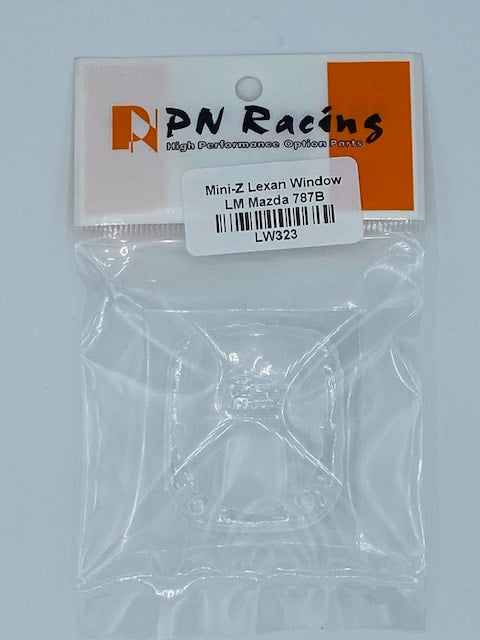 PN Racing
High Performance Option Parts
Mini-Z Lexan Window
LM Mazda 787B
LW323